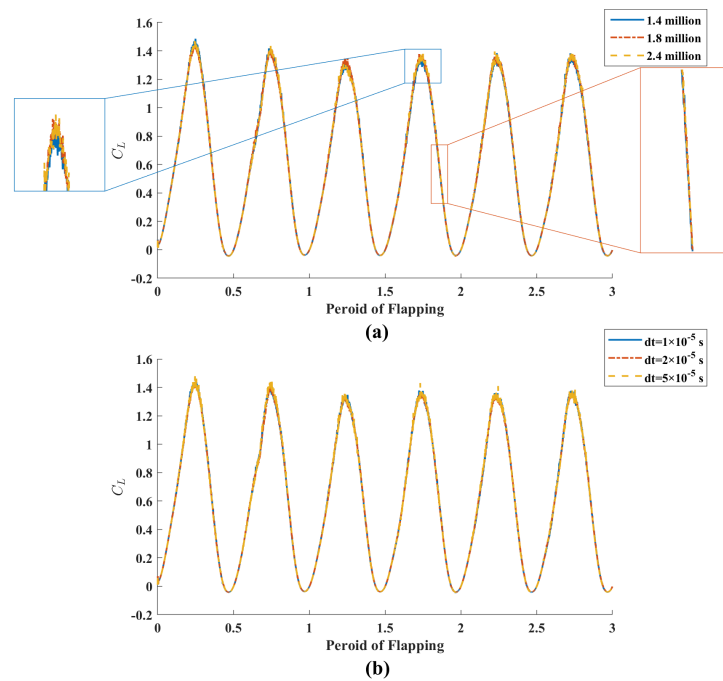 1.4 million
1.8 million
2.4 million
1.6
1.4
1.2
1
0.8
0.6
0.4
0.2
0
-0.2
C_L
0 0.5 1 1.5 2 2.5 3
Peroid of Flapping
(a)
dt=1×10⁻⁵ s
dt=2×10⁻⁵ s
dt=5×10⁻⁵ s
1.6
1.4
1.2
1
0.8
0.6
0.4
0.2
0
-0.2
C_L
0 0.5 1 1.5 2 2.5 3
Peroid of Flapping
(b)